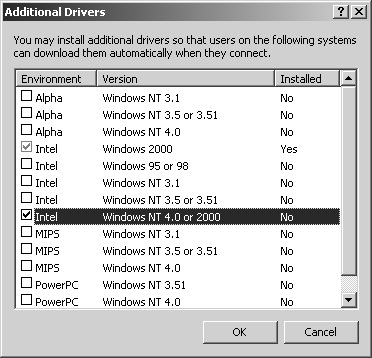 Additional Drivers
You may install additional drivers so that users on the following systems
can download them automatically when they connect.
Environment Version Installed
Alpha Windows NT 3.1 No
Alpha Windows NT 3.5 or 3.51 No
Alpha Windows NT 4.0 No
Intel Windows 2000 Yes
Intel Windows 95 or 98 No
Intel Windows NT 3.1 No
Intel Windows NT 3.5 or 3.51 No
Intel Windows NT 4.0 or 2000 No
MIPS Windows NT 3.1 No
MIPS Windows NT 3.5 or 3.51 No
MIPS Windows NT 4.0 No
PowerPC Windows NT 3.51 No
PowerPC Windows NT 4.0 No
OK Cancel